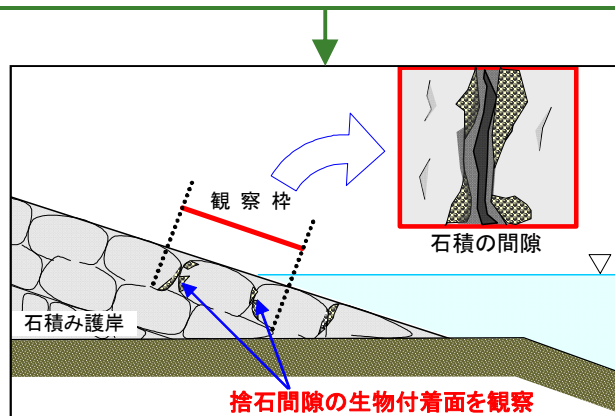 観 察 枠
石積の間隙
石積み護岸
捨石間隙の生物付着面を観察